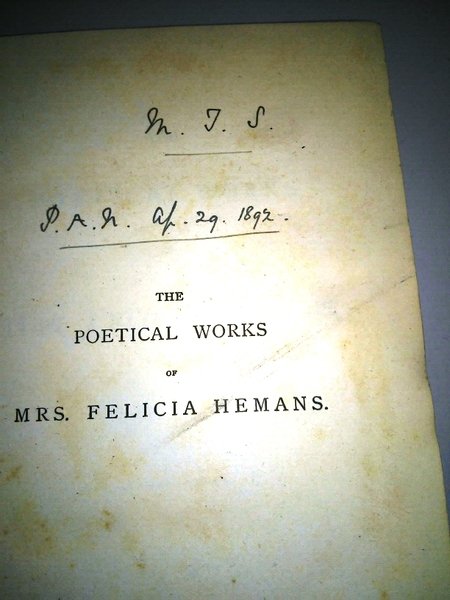 M. J. S.
P. A. N. Ap. 29. 1892.
THE
POETICAL WORKS
OF
MRS. FELICIA HEMANS.